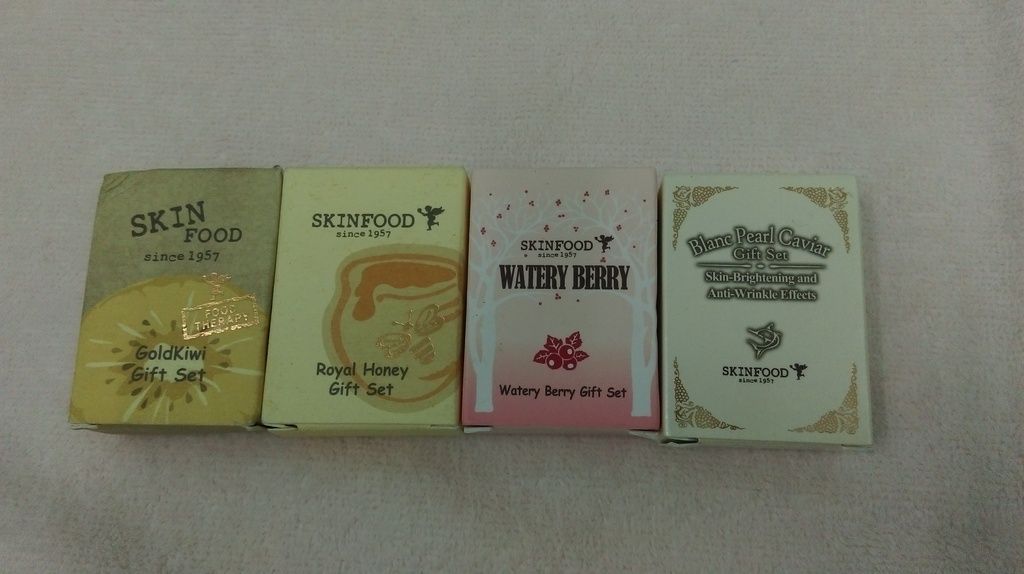 SKIN
FOOD
since 1957
FOOD
THERAPY
GoldKiwi
Gift Set
SKINFOOD
since 1957
Royal Honey
Gift Set
SKINFOOD
since 1957
WATERY BERRY
Watery Berry Gift Set
Blanc Pearl Caviar
Gift Set
Skin-Brightening and
Anti-Wrinkle Effects
SKINFOOD
since 1957